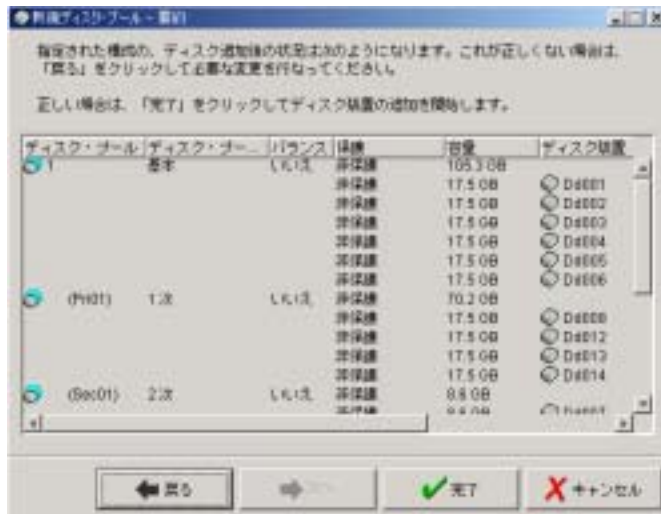 新規ディスク・プール - 要約
指定された構成の、ディスク追加後の状態は次のようになります。これが正しくない場合は、
「戻る」をクリックして必要な変更を行なってください。
正しい場合は、「完了」をクリックしてディスク装置の追加を開始します。
ディスク・プール ディスク・プー... バランス 保護 容量 ディスク装置
1 基本 いいえ 非保護 105.3 GB
非保護 17.5 GB Dd001
非保護 17.5 GB Dd002
非保護 17.5 GB Dd003
非保護 17.5 GB Dd004
非保護 17.5 GB Dd005
非保護 17.5 GB Dd006
(Pri01) 1次 いいえ 非保護 70.2 GB
非保護 17.5 GB Dd008
非保護 17.5 GB Dd012
非保護 17.5 GB Dd013
非保護 17.5 GB Dd014
(Sec01) 2次 いいえ 非保護 8.6 GB
非保護 8.6 GB
戻る
完了
キャンセル